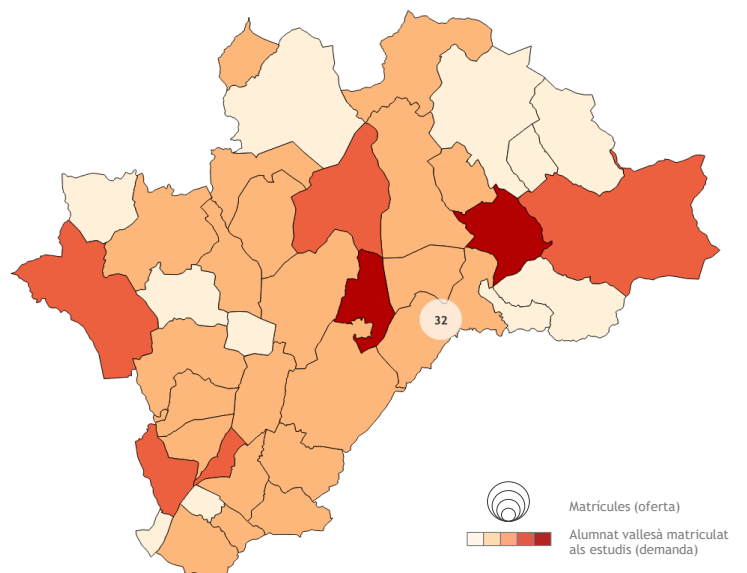 32
Matrícules (oferta)
Alumnat vallesà matriculat
als estudis (demanda)